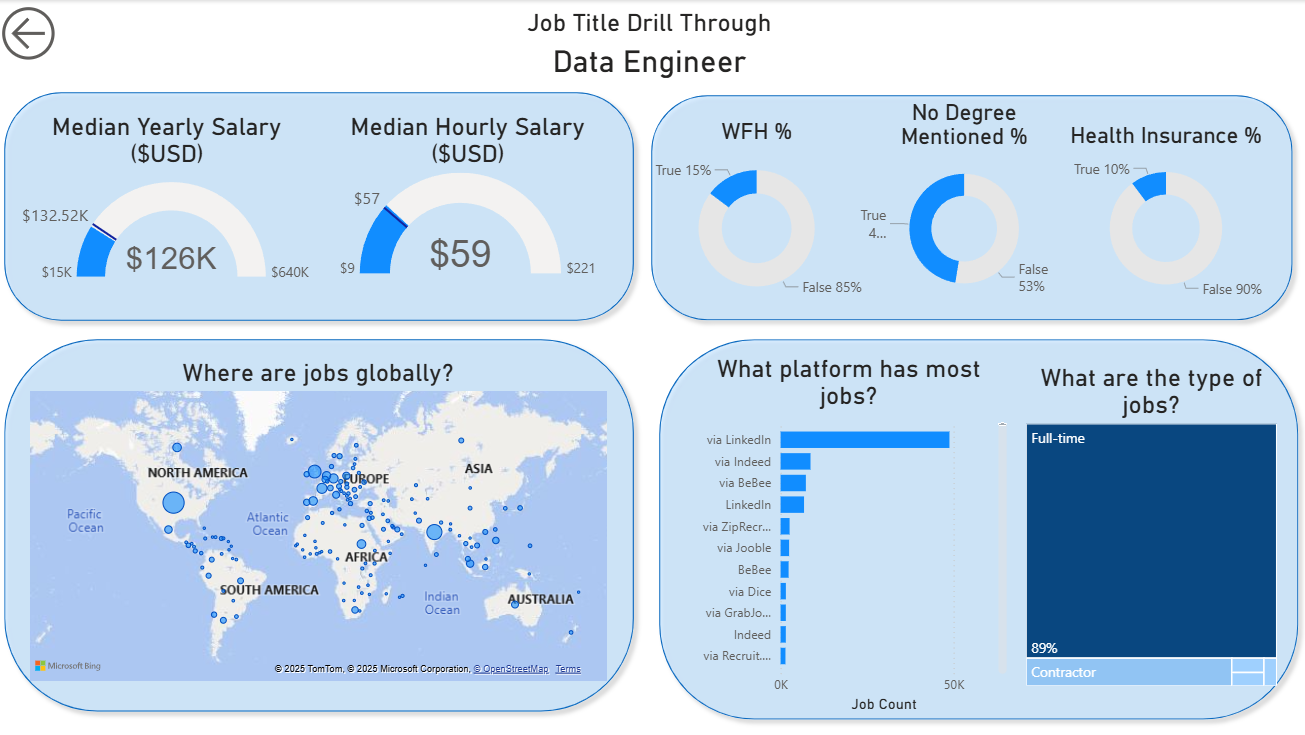 Job Title Drill Through
Data Engineer
Median Yearly Salary
($USD)
$132.52K
$126K
$15K
$640K
Median Hourly Salary
($USD)
$57
$59
$9
$221
WFH %
True 15%
False 85%
No Degree
Mentioned %
True
4...
False
53%
Health Insurance %
True 10%
False 90%
Where are jobs globally?
NORTH AMERICA
EUROPE
ASIA
Pacific
Ocean
Atlantic
Ocean
AFRICA
SOUTH AMERICA
Indian
Ocean
AUSTRALIA
Microsoft Bing
© 2025 TomTom, © 2025 Microsoft Corporation, © OpenStreetMap Terms
What platform has most
jobs?
via LinkedIn
via Indeed
via BeBee
LinkedIn
via ZipRecr...
via Jooble
BeBee
via Dice
via GrabJo...
Indeed
via Recruit....
0K
50K
Job Count
What are the type of
jobs?
Full-time
89%
Contractor